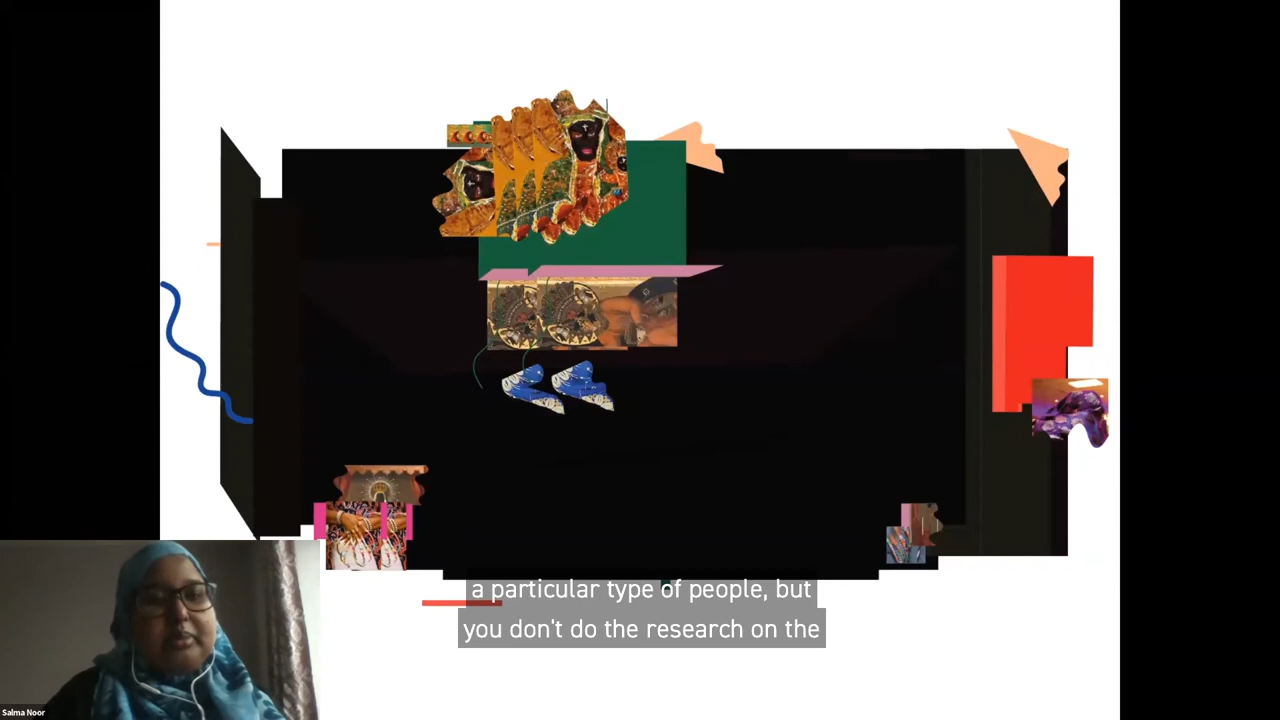 a particular type of people, but
you don't do the research on the
Salma Noor